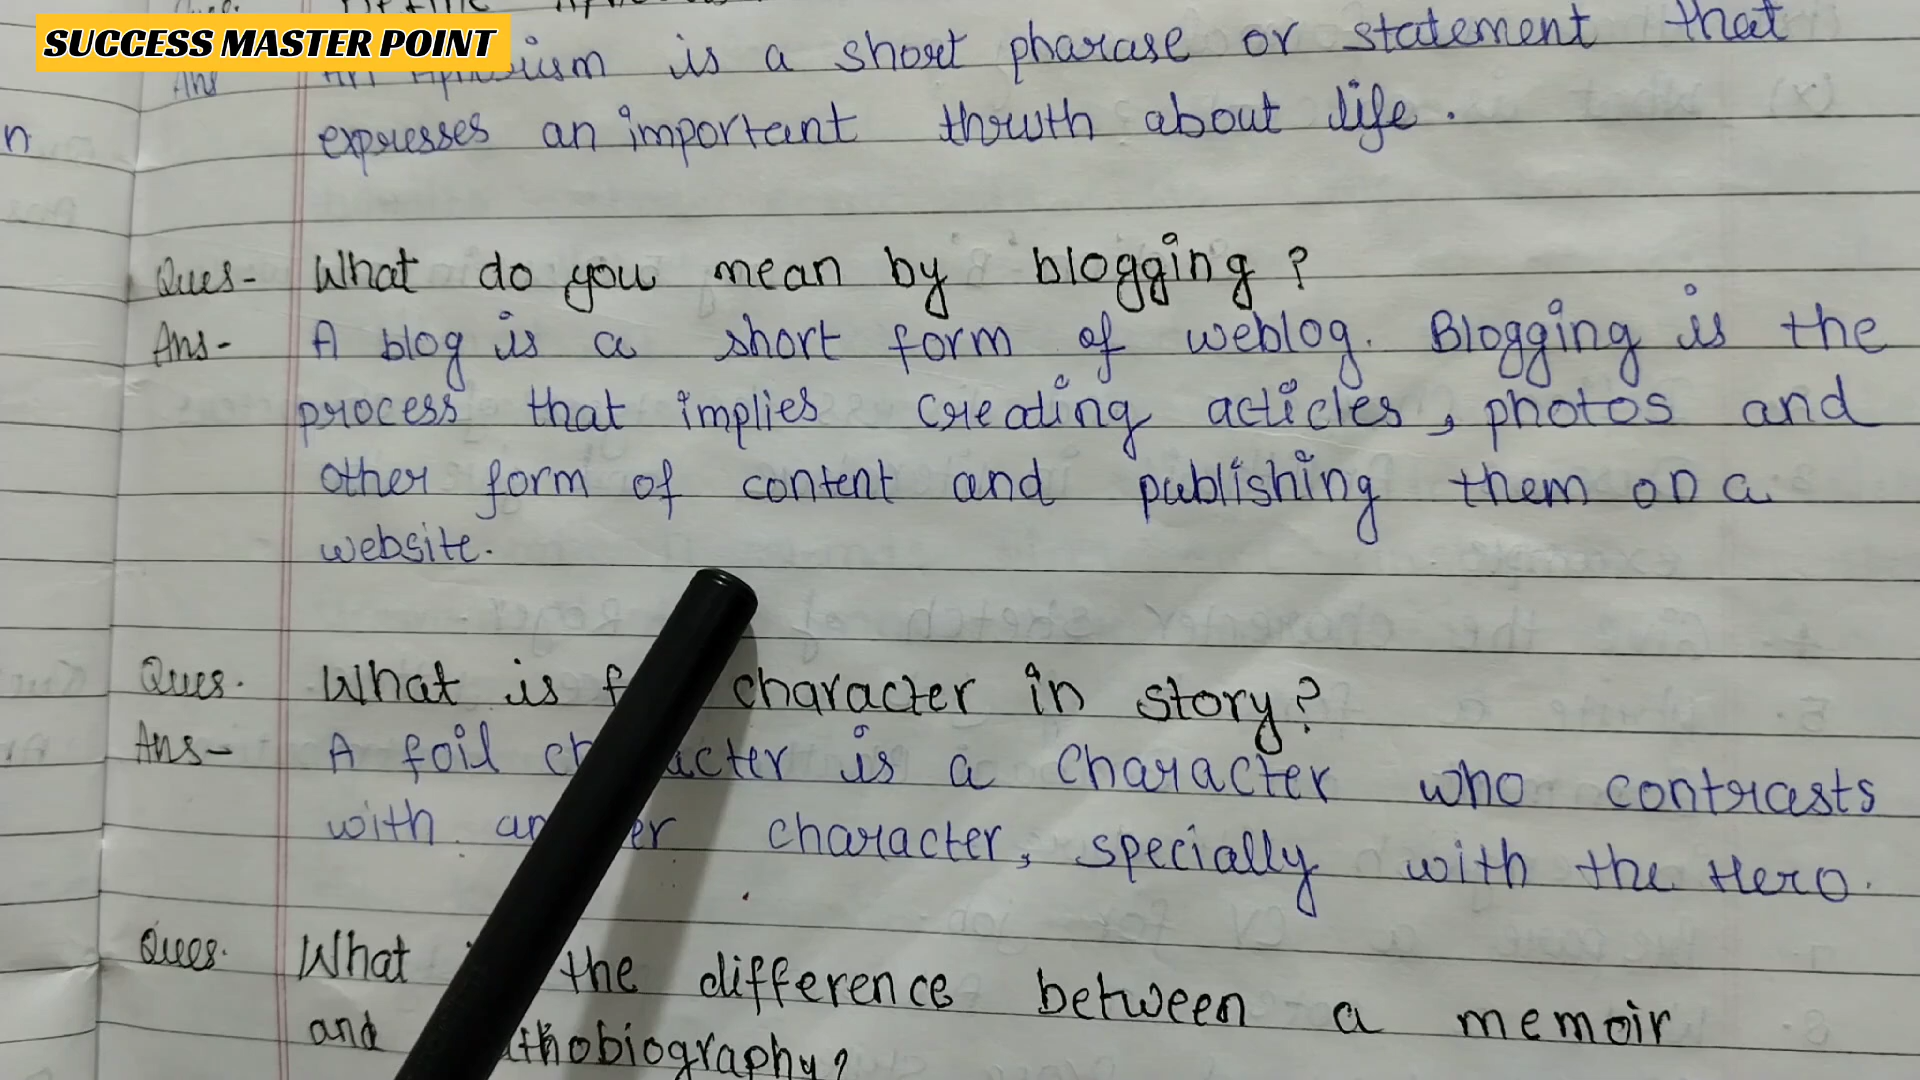 SUCCESS MASTER POINT
Ans is a short pharase or statement that
expresses an important thruth about life.
n
Ques- What do you mean by blogging?
Ans- A blog is a short form of weblog. Blogging is the
process that implies creating acticles, photos and
other form of content and publishing them on a
website.
Ques. What is character in story?
Ans- A foil character is a character who contrasts
with character, specially with the Hero.
Ques. What the difference between a memoir
and thobiography?